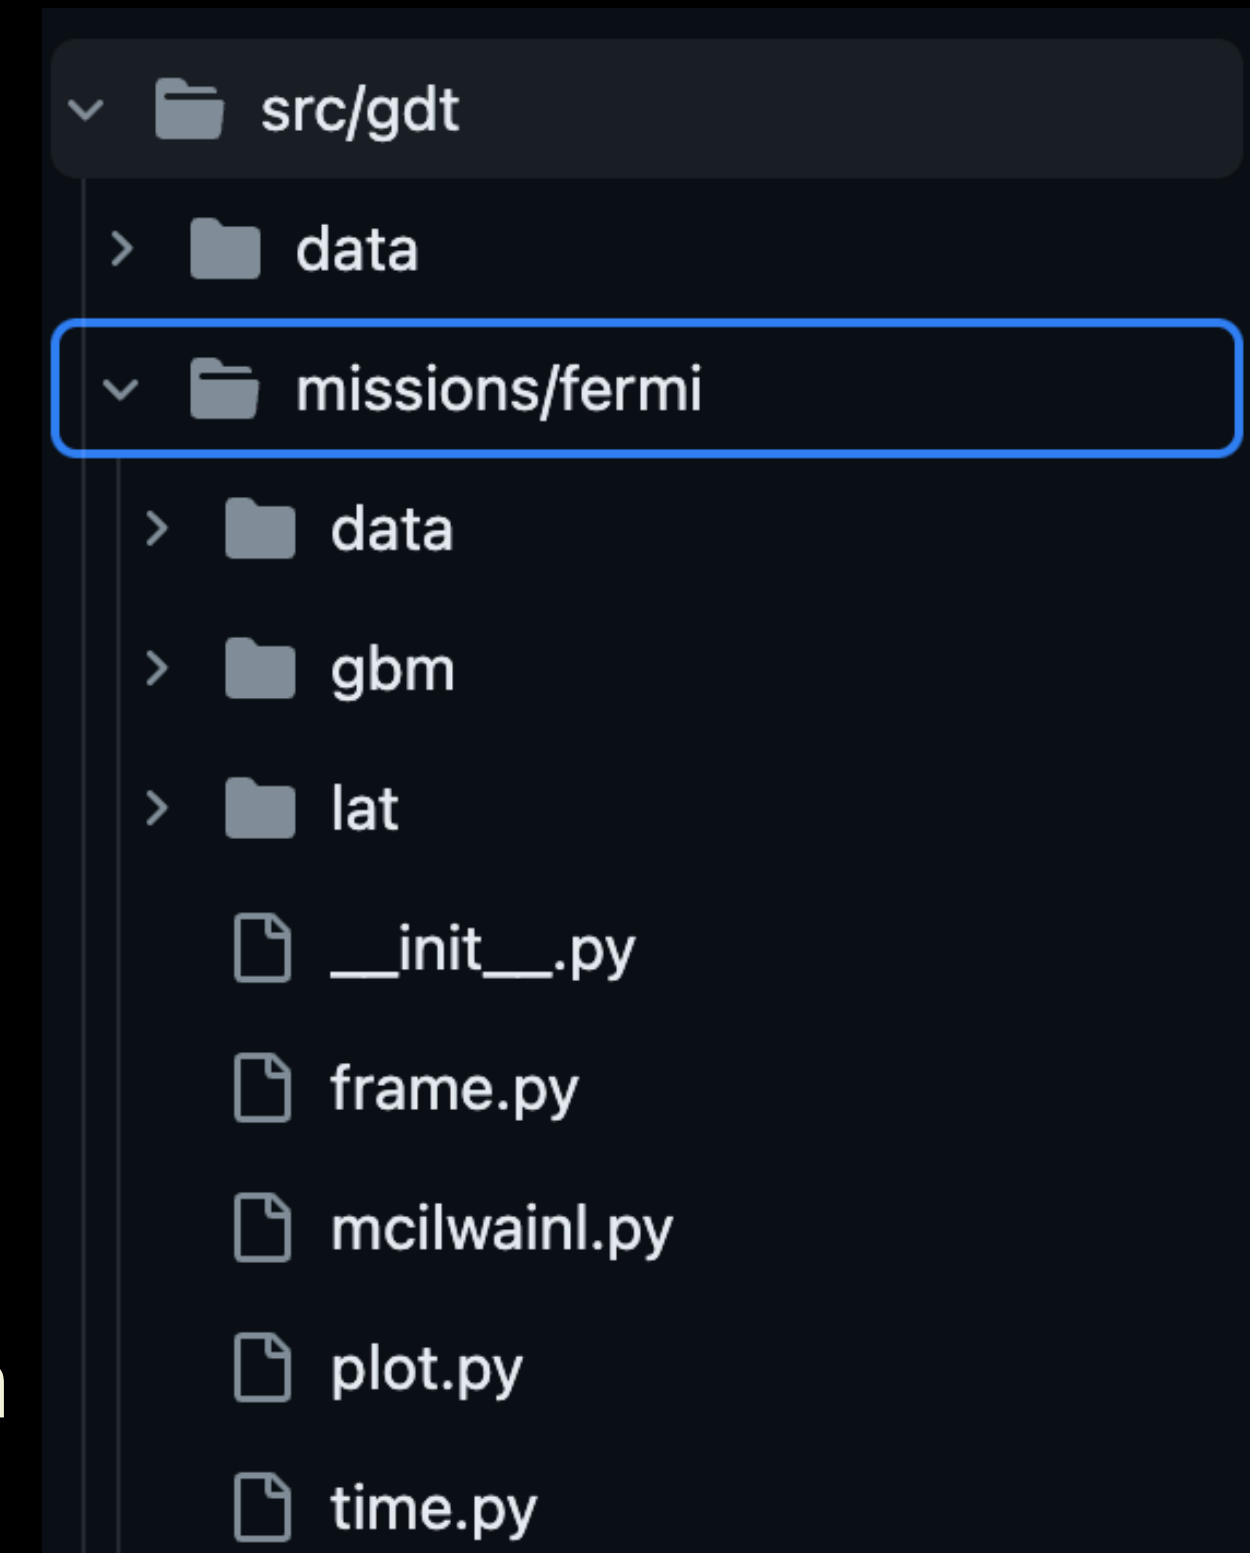 src/gdt
data
missions/fermi
data
gbm
lat
__init__.py
frame.py
mcilwainl.py
plot.py
time.py